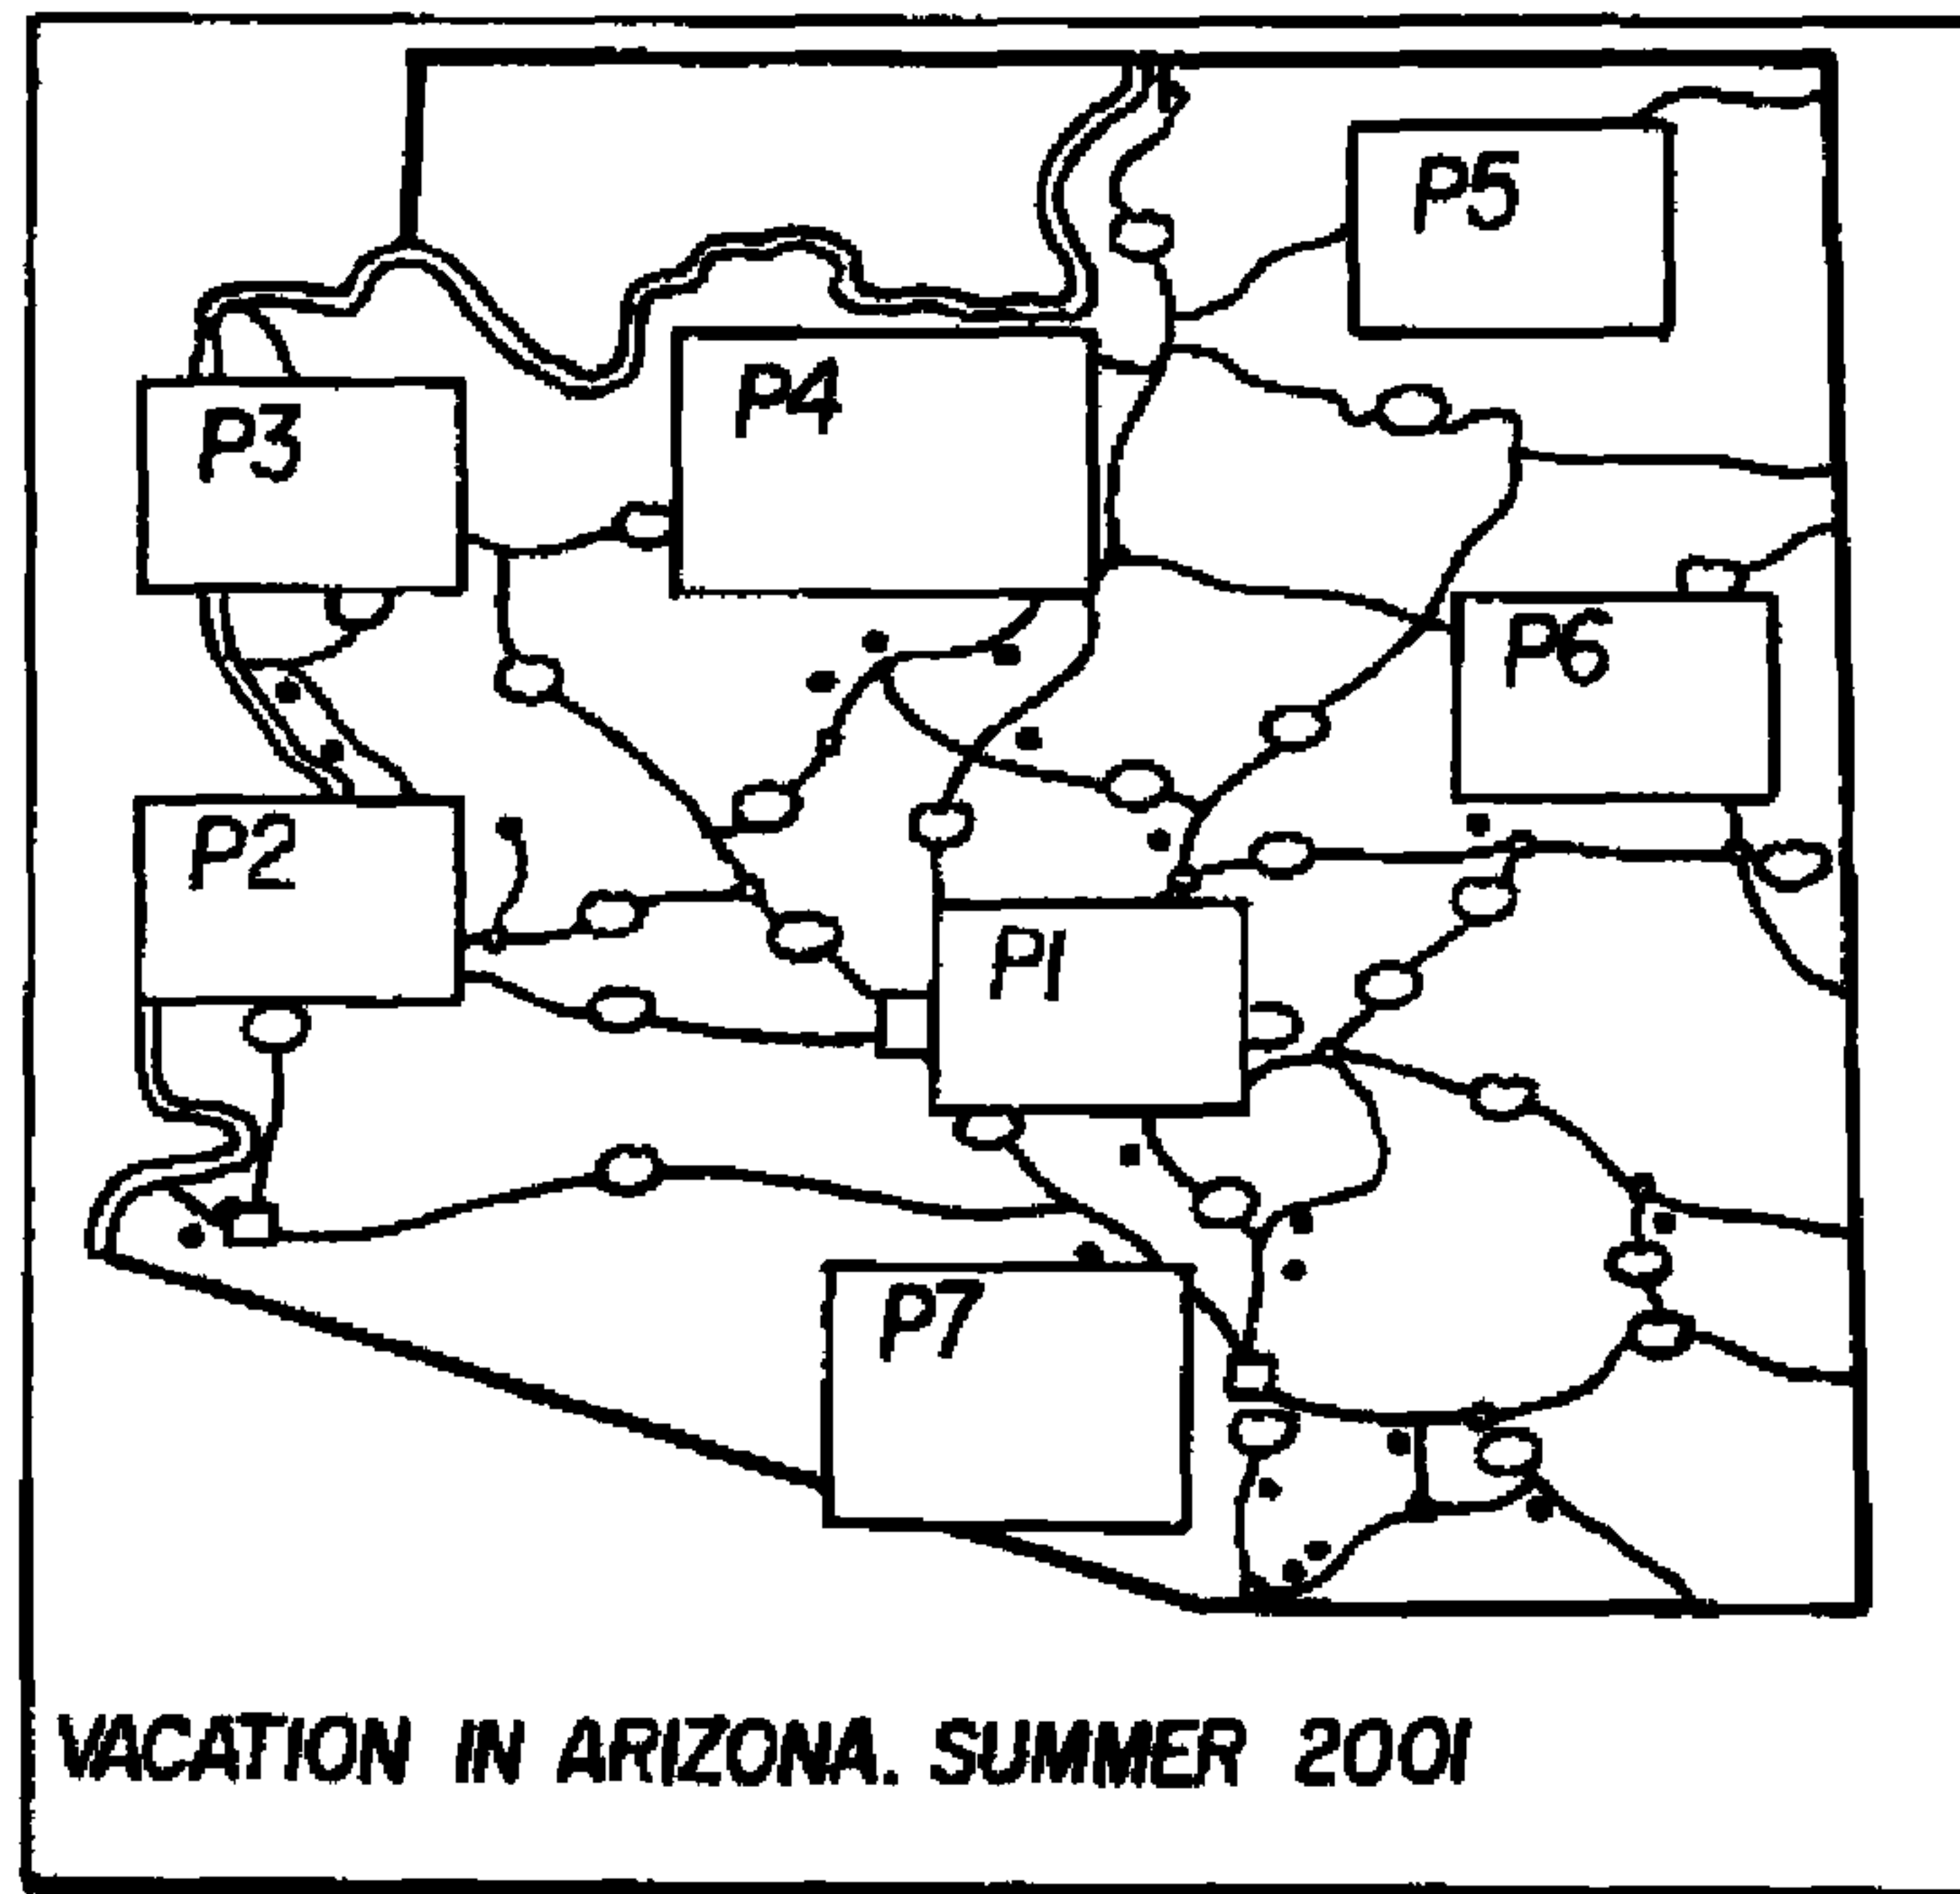 P5
P4
P3
P6
P2
P1
P7
VACATION IN ARIZONA. SUMMER 2001